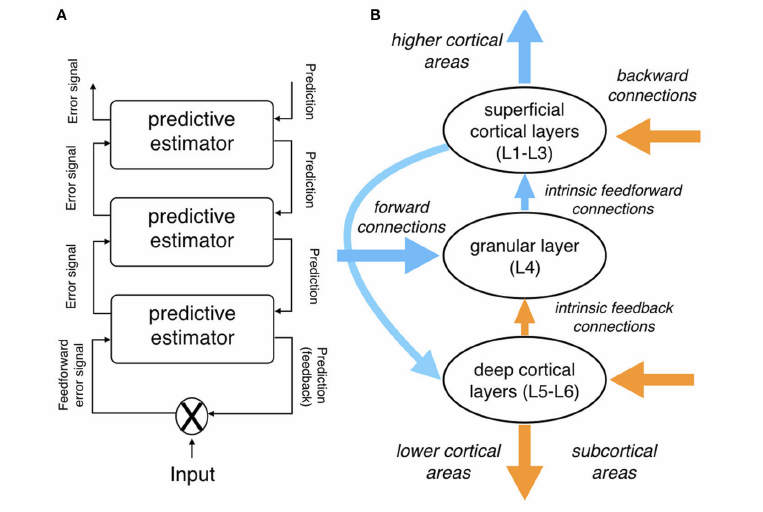 A
Error signal
Prediction
predictive
estimator
Error signal
Prediction
predictive
estimator
Error signal
Prediction
predictive
estimator
Feedforward
error signal
Prediction
(feedback)
X
Input
B
higher cortical
areas
backward
connections
superficial
cortical layers
(L1-L3)
intrinsic feedforward
connections
forward
connections
granular layer
(L4)
intrinsic feedback
connections
deep cortical
layers (L5-L6)
lower cortical
areas
subcortical
areas